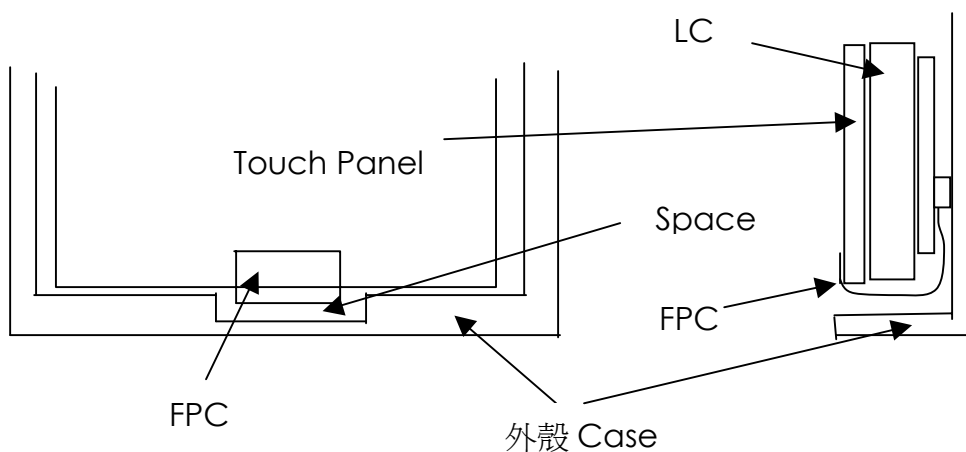 LC
Touch Panel
Space
FPC
FPC
外殼 Case